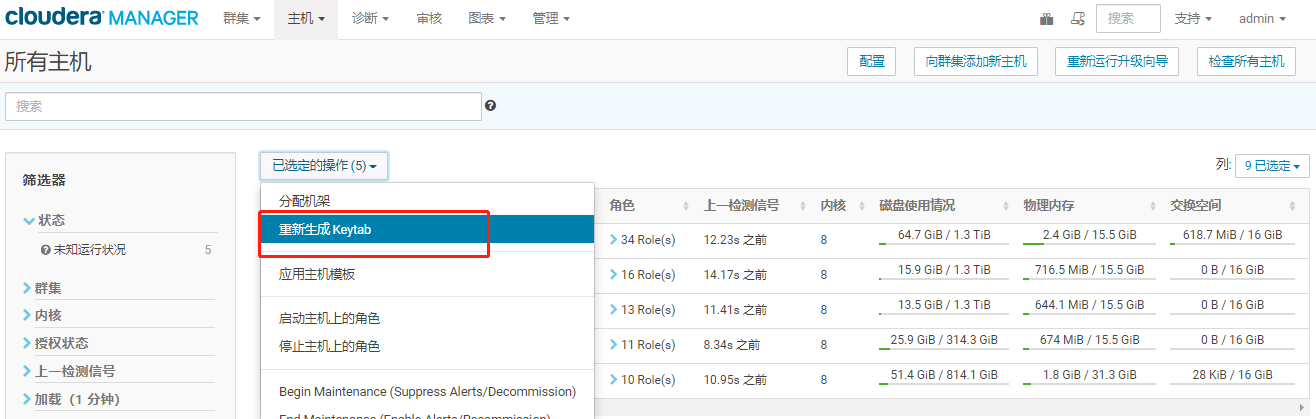 cloudera MANAGER 群集 主机 诊断 审核 图表 管理 搜索 支持 admin
所有主机 配置 向群集添加新主机 重新运行升级向导 检查所有主机
搜索
已选定的操作 (5) 列: 9 已选定
筛选器
分配机架 角色 上一检测信号 内核 磁盘使用情况 物理内存 交换空间
状态
重新生成 Keytab
未知运行状况 5
34 Role(s) 12.23s 之前 8 64.7 GiB / 1.3 TiB 2.4 GiB / 15.5 GiB 618.7 MiB / 16 GiB
应用主机模板
16 Role(s) 14.17s 之前 8 15.9 GiB / 1.3 TiB 716.5 MiB / 15.5 GiB 0 B / 16 GiB
群集
内核
启动主机上的角色
13 Role(s) 11.41s 之前 8 13.5 GiB / 1.3 TiB 644.1 MiB / 15.5 GiB 0 B / 16 GiB
授权状态
停止主机上的角色
11 Role(s) 8.34s 之前 8 25.9 GiB / 314.3 GiB 674 MiB / 15.5 GiB 0 B / 16 GiB
上一检测信号
10 Role(s) 10.95s 之前 8 51.4 GiB / 814.1 GiB 1.8 GiB / 31.3 GiB 28 KiB / 16 GiB
Begin Maintenance (Suppress Alerts/Decommission)
加载（1 分钟）
End Maintenance (Enable Alerts/Recommission)